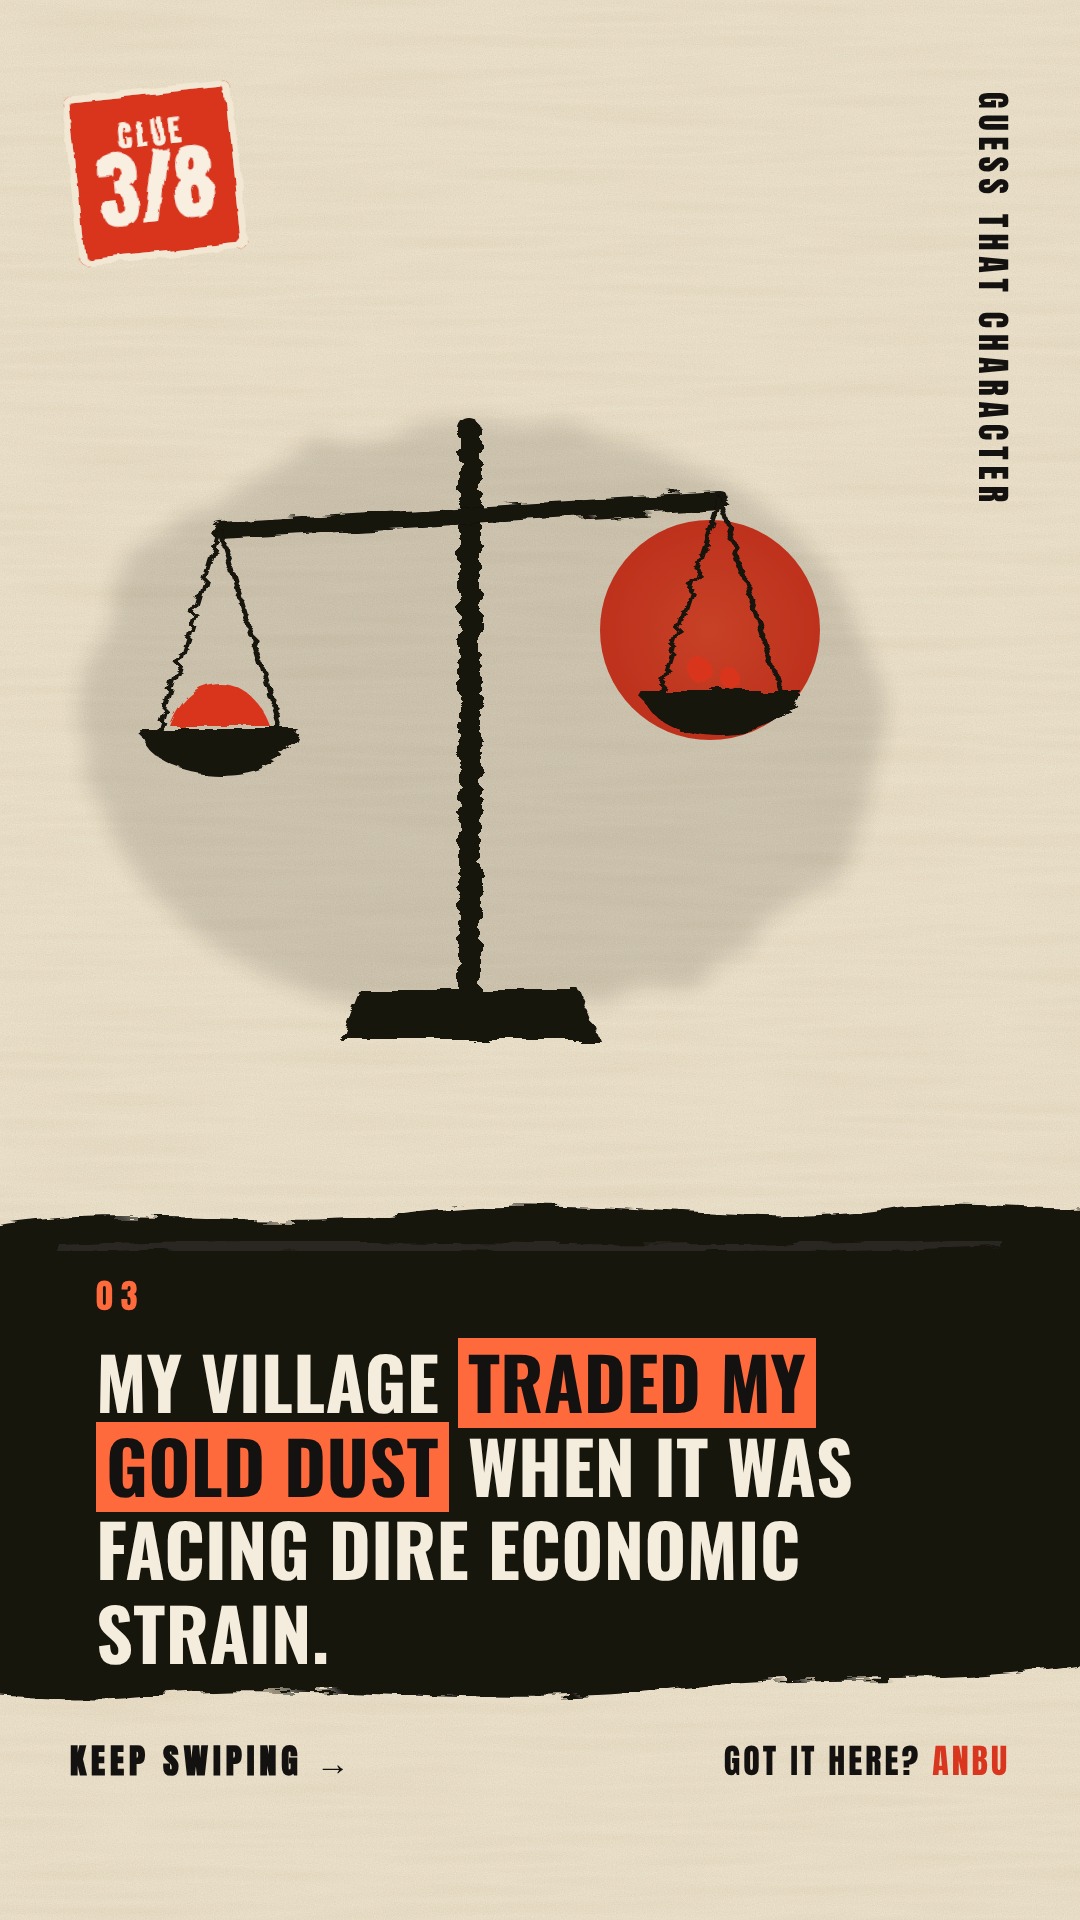 CLUE
3/8
GUESS THAT CHARACTER
03
MY VILLAGE TRADED MY
GOLD DUST WHEN IT WAS
FACING DIRE ECONOMIC
STRAIN.
KEEP SWIPING →
GOT IT HERE? ANBU